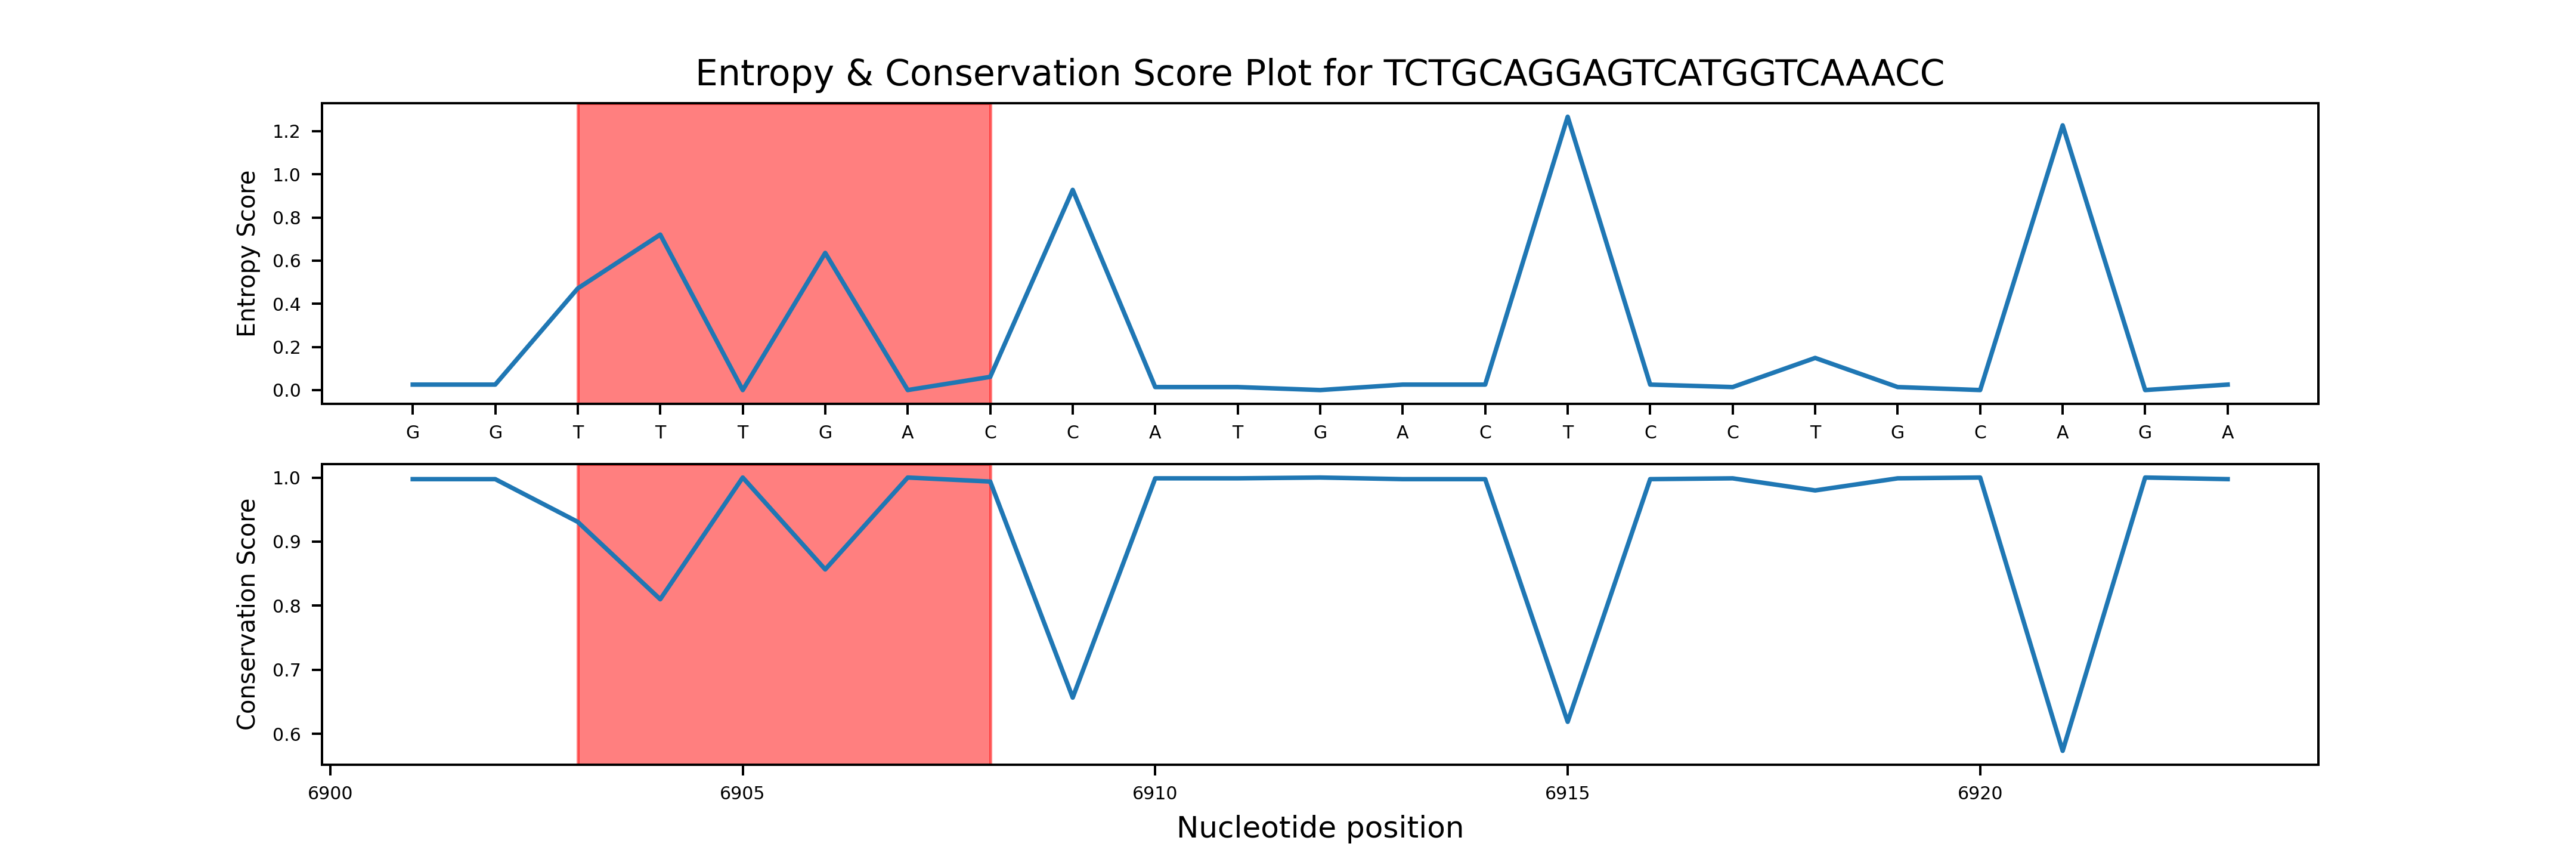 Entropy & Conservation Score Plot for TCTGCAGGAGTCATGGTCAAACC
Entropy Score
1.2
1.0
0.8
0.6
0.4
0.2
0.0
G G T T T G A C C A T G A C T C C T G C A G A
Conservation Score
1.0
0.9
0.8
0.7
0.6
6900 6905 6910 6915 6920
Nucleotide position